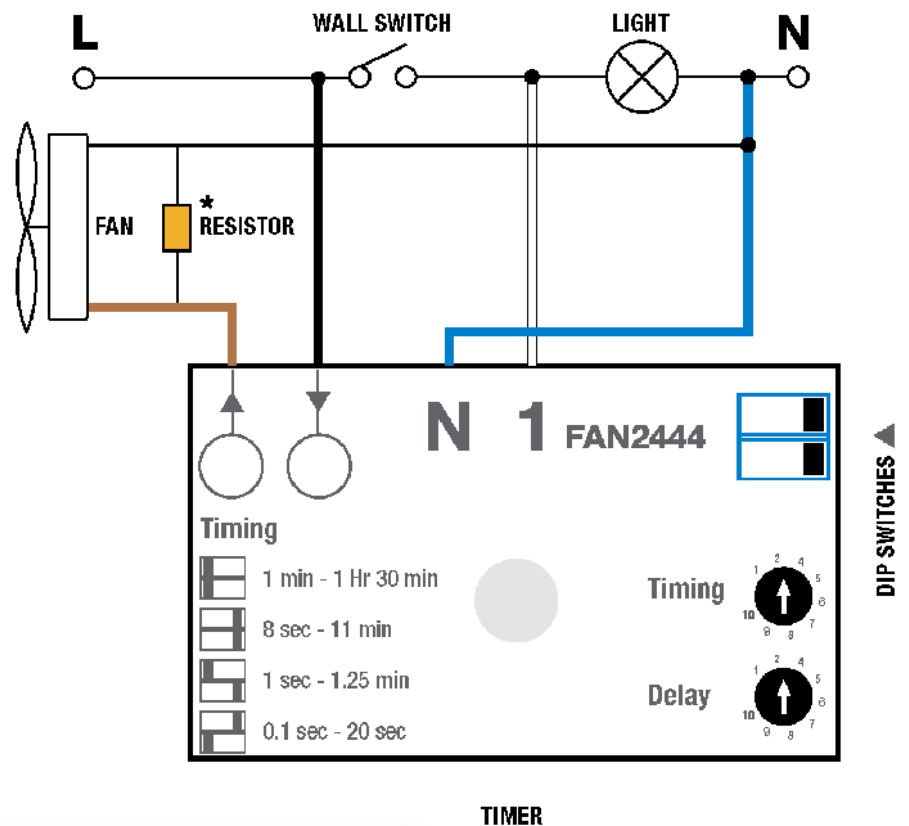 L
WALL SWITCH
LIGHT
N
FAN
*
RESISTOR
N 1 FAN2444
DIP SWITCHES
Timing
1 min - 1 Hr 30 min
8 sec - 11 min
1 sec - 1.25 min
0.1 sec - 20 sec
Timing
1 2 4 5 6 7 8 9 10
Delay
1 2 4 5 6 7 8 9 10
TIMER